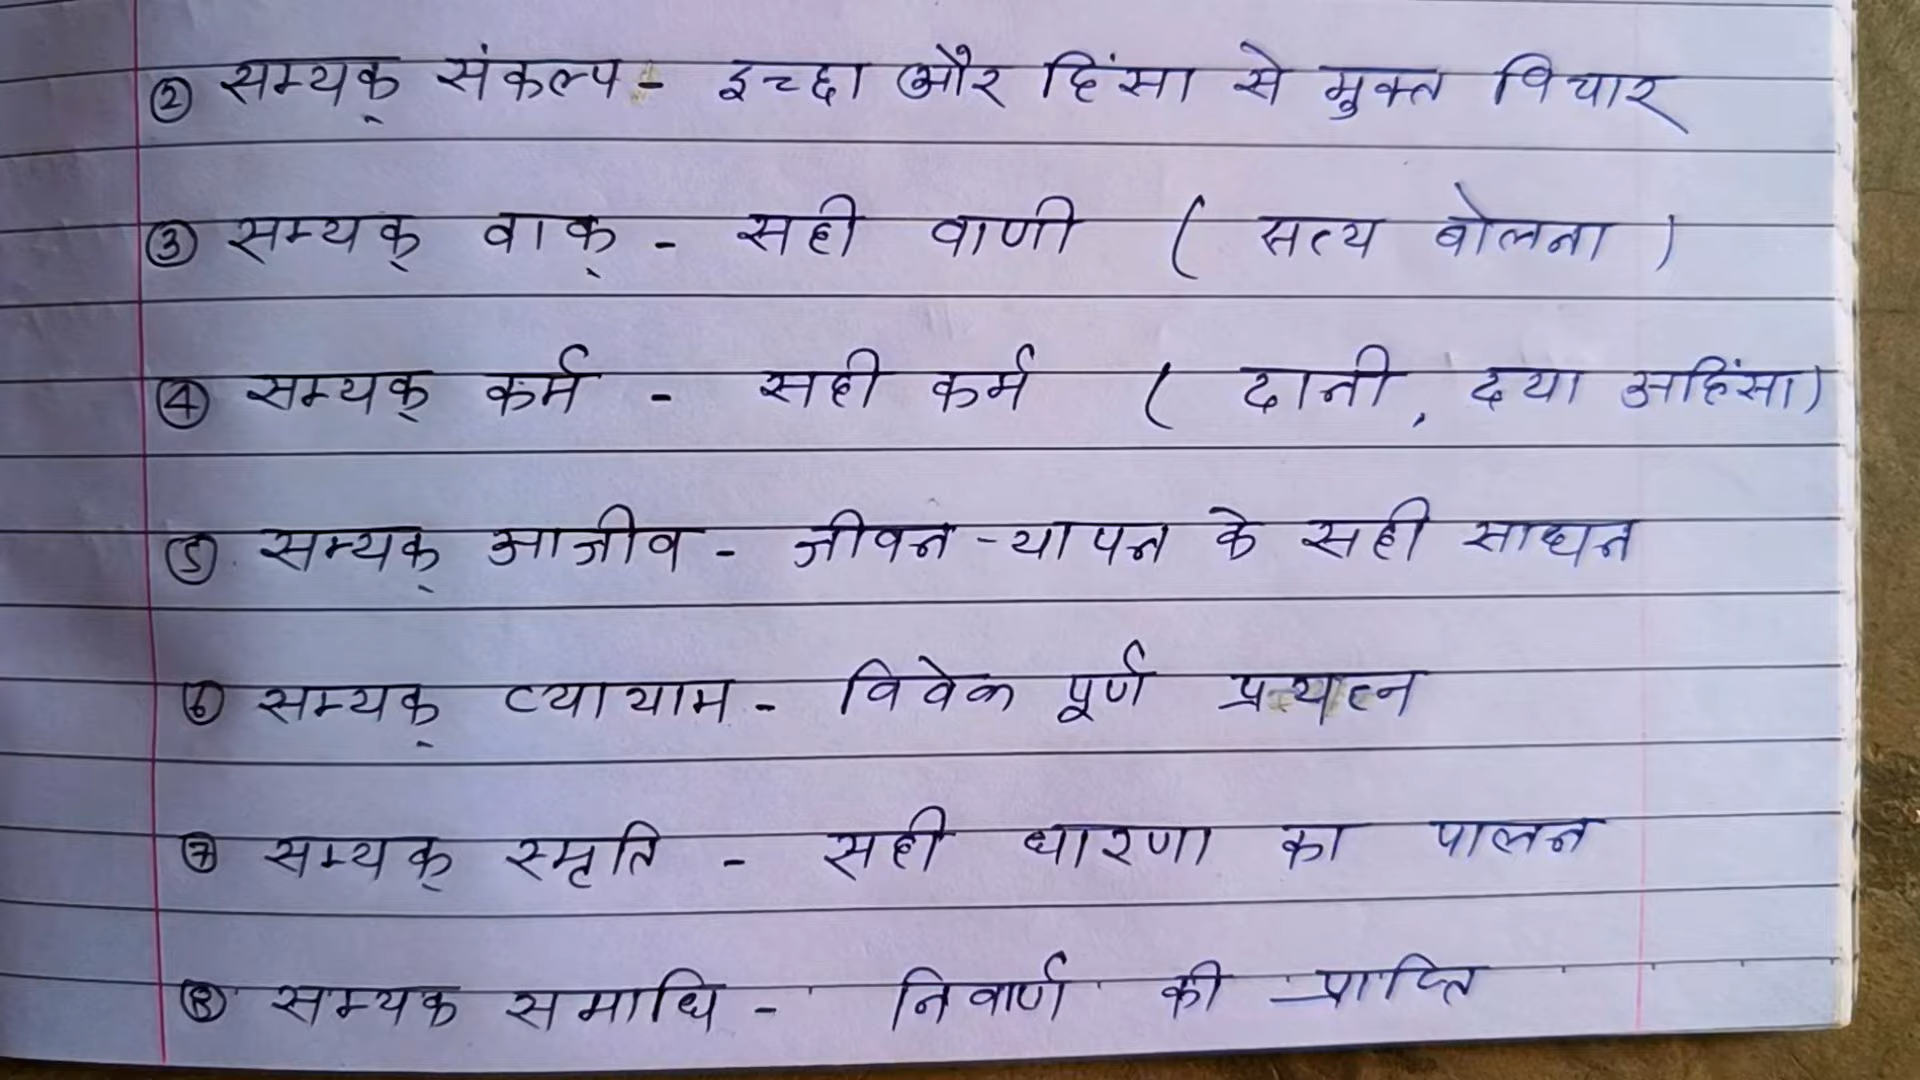 ② सम्यक् संकल्प - इच्छा और हिंसा से मुक्त विचार
③ सम्यक् वाक् - सही वाणी ( सत्य बोलना )
④ सम्यक् कर्म - सही कर्म ( दानी, दया अहिंसा)
⑤ सम्यक् आजीव - जीवन-यापन के सही साधन
⑥ सम्यक् व्यायाम - विवेक पूर्ण प्रयत्न
⑦ सम्यक् स्मृति - सही धारणा का पालन
⑧ सम्यक समाधि - निवार्ण की प्राप्ति